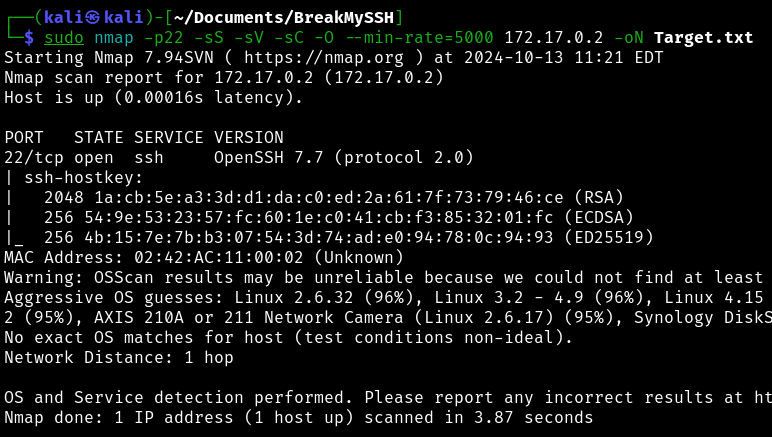 ┌──(kali㉿kali)-[~/Documents/BreakMySSH]
└─$ sudo nmap -p22 -sS -sV -sC -O --min-rate=5000 172.17.0.2 -oN Target.txt
Starting Nmap 7.94SVN ( https://nmap.org ) at 2024-10-13 11:21 EDT
Nmap scan report for 172.17.0.2 (172.17.0.2)
Host is up (0.00016s latency).

PORT   STATE SERVICE VERSION
22/tcp open  ssh     OpenSSH 7.7 (protocol 2.0)
| ssh-hostkey:
|   2048 1a:cb:5e:a3:3d:d1:da:c0:ed:2a:61:7f:73:79:46:ce (RSA)
|   256 54:9e:53:23:57:fc:60:1e:c0:41:cb:f3:85:32:01:fc (ECDSA)
|_  256 4b:15:7e:7b:b3:07:54:3d:74:ad:e0:94:78:0c:94:93 (ED25519)
MAC Address: 02:42:AC:11:00:02 (Unknown)
Warning: OSScan results may be unreliable because we could not find at least
Aggressive OS guesses: Linux 2.6.32 (96%), Linux 3.2 - 4.9 (96%), Linux 4.15
2 (95%), AXIS 210A or 211 Network Camera (Linux 2.6.17) (95%), Synology DiskS
No exact OS matches for host (test conditions non-ideal).
Network Distance: 1 hop

OS and Service detection performed. Please report any incorrect results at ht
Nmap done: 1 IP address (1 host up) scanned in 3.87 seconds